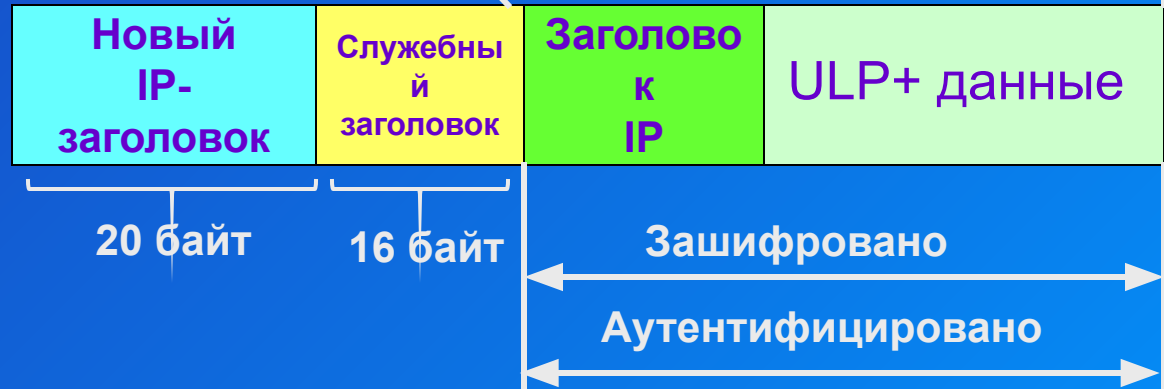 Новый
IP-
заголовок
Служебны
й
заголовок
Заголово
к
IP
ULP+ данные
20 байт
16 байт
Зашифровано
Аутентифицировано